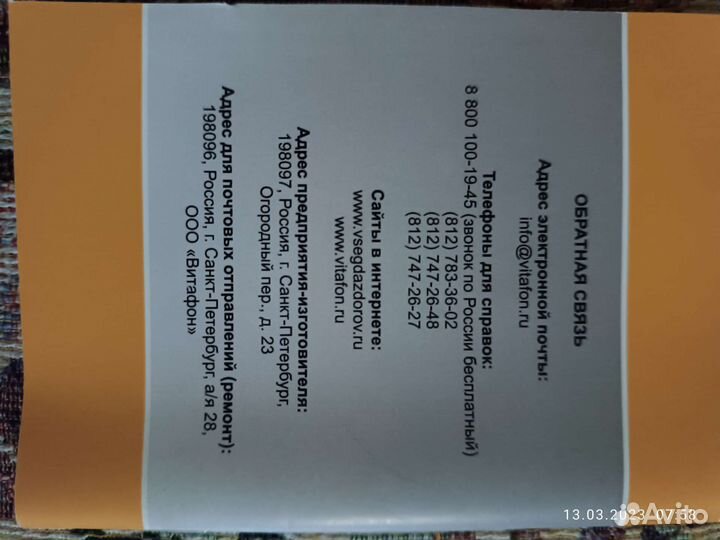 ОБРАТНАЯ СВЯЗЬ
Адрес электронной почты:
info@vitafon.ru
Телефоны для справок:
8 800 100-19-45 (звонок по России бесплатный)
(812) 783-36-02
(812) 747-26-48
(812) 747-26-27
Сайты в интернете:
www.vsegdazdorov.ru
www.vitafon.ru
Адрес предприятия-изготовителя:
198097, Россия, г. Санкт-Петербург,
Огородный пер., д. 23
Адрес для почтовых отправлений (ремонт):
198096, Россия, г. Санкт-Петербург, а/я 28,
ООО «Витафон»
13.03.2023 07:53
Avito